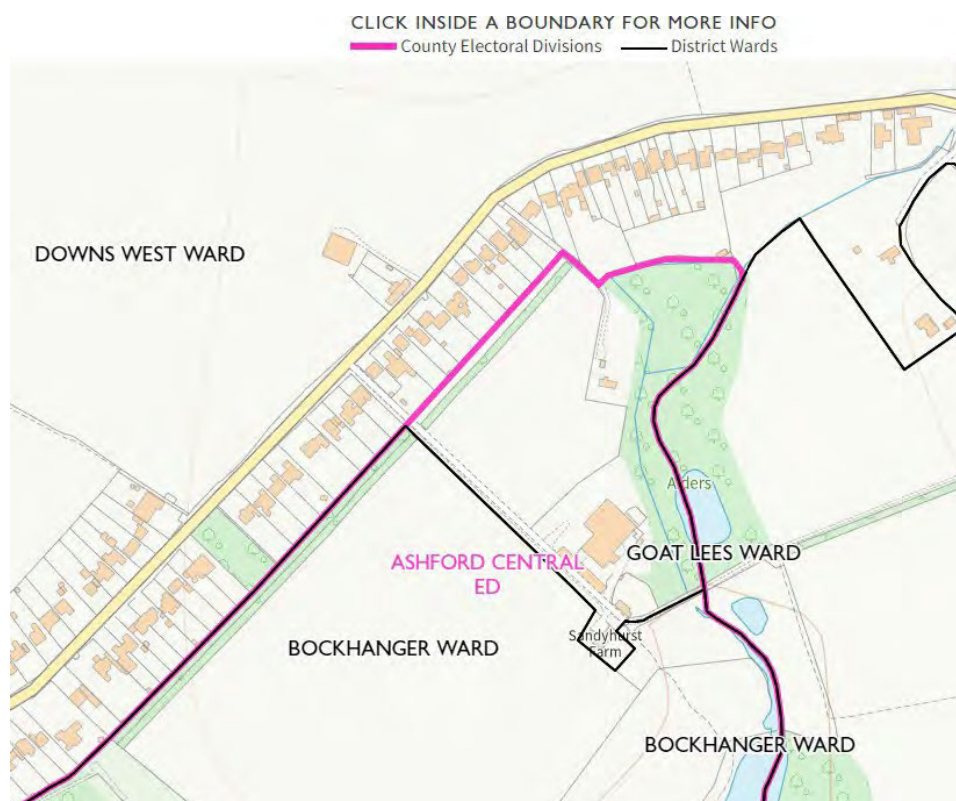 CLICK INSIDE A BOUNDARY FOR MORE INFO
County Electoral Divisions District Wards
DOWNS WEST WARD
Alders
GOAT LEES WARD
ASHFORD CENTRAL
ED
Sandyhurst
Farm
BOCKHANGER WARD
BOCKHANGER WARD